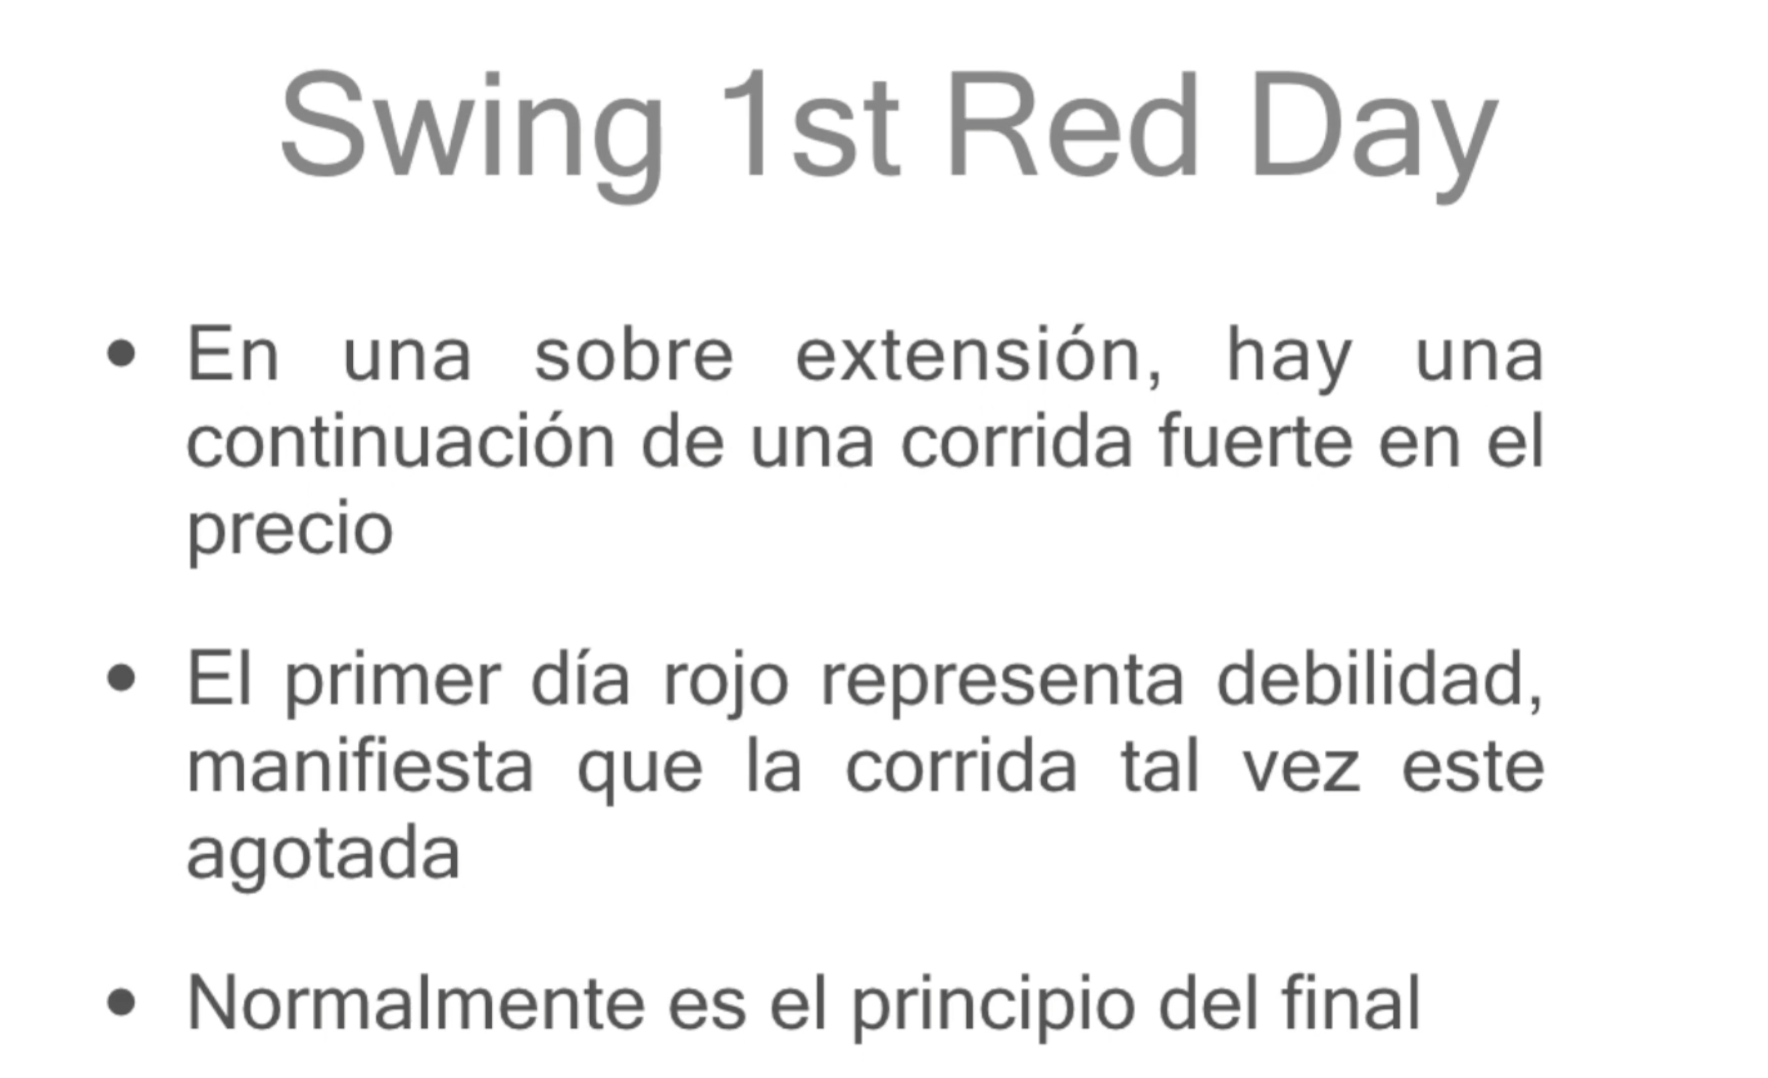 Swing 1st Red Day
• En una sobre extensión, hay una
continuación de una corrida fuerte en el
precio
• El primer día rojo representa debilidad,
manifiesta que la corrida tal vez este
agotada
• Normalmente es el principio del final